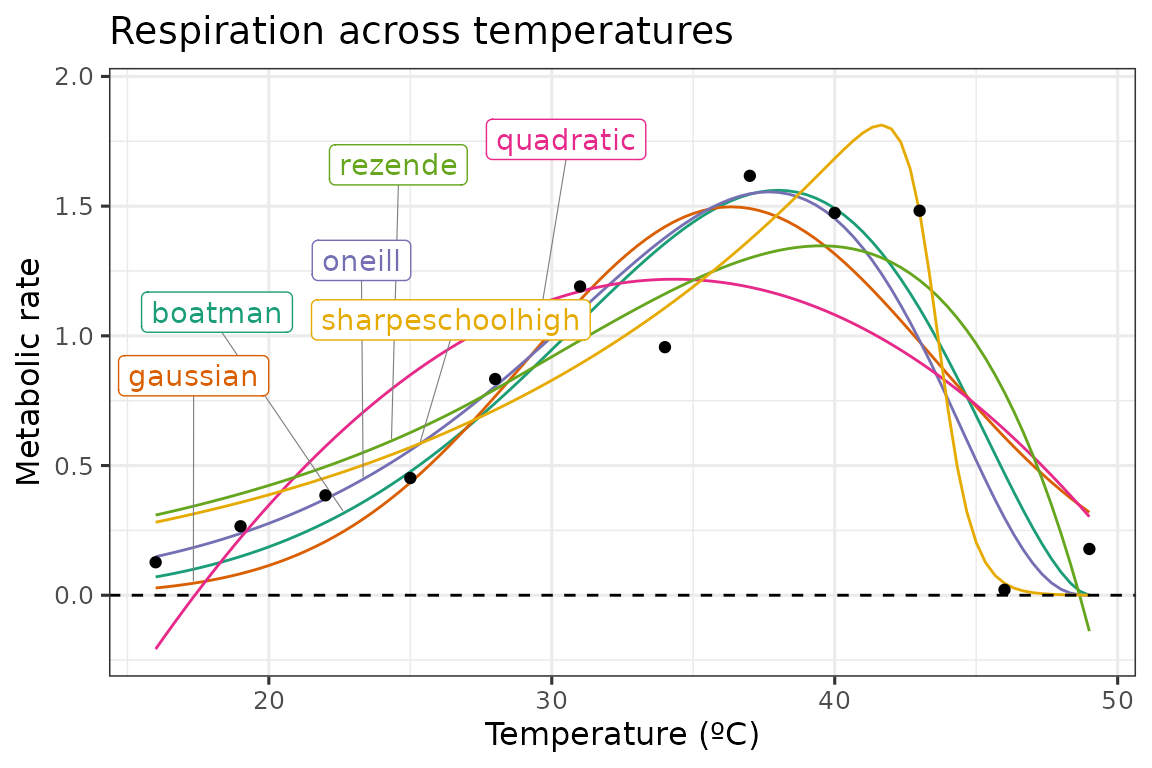 Respiration across temperatures
2.0
quadratic
rezende
1.5
oneill
boatman
sharpeschoolhigh
1.0
gaussian
Metabolic rate
0.5
0.0
20
30
40
50
Temperature (ºC)